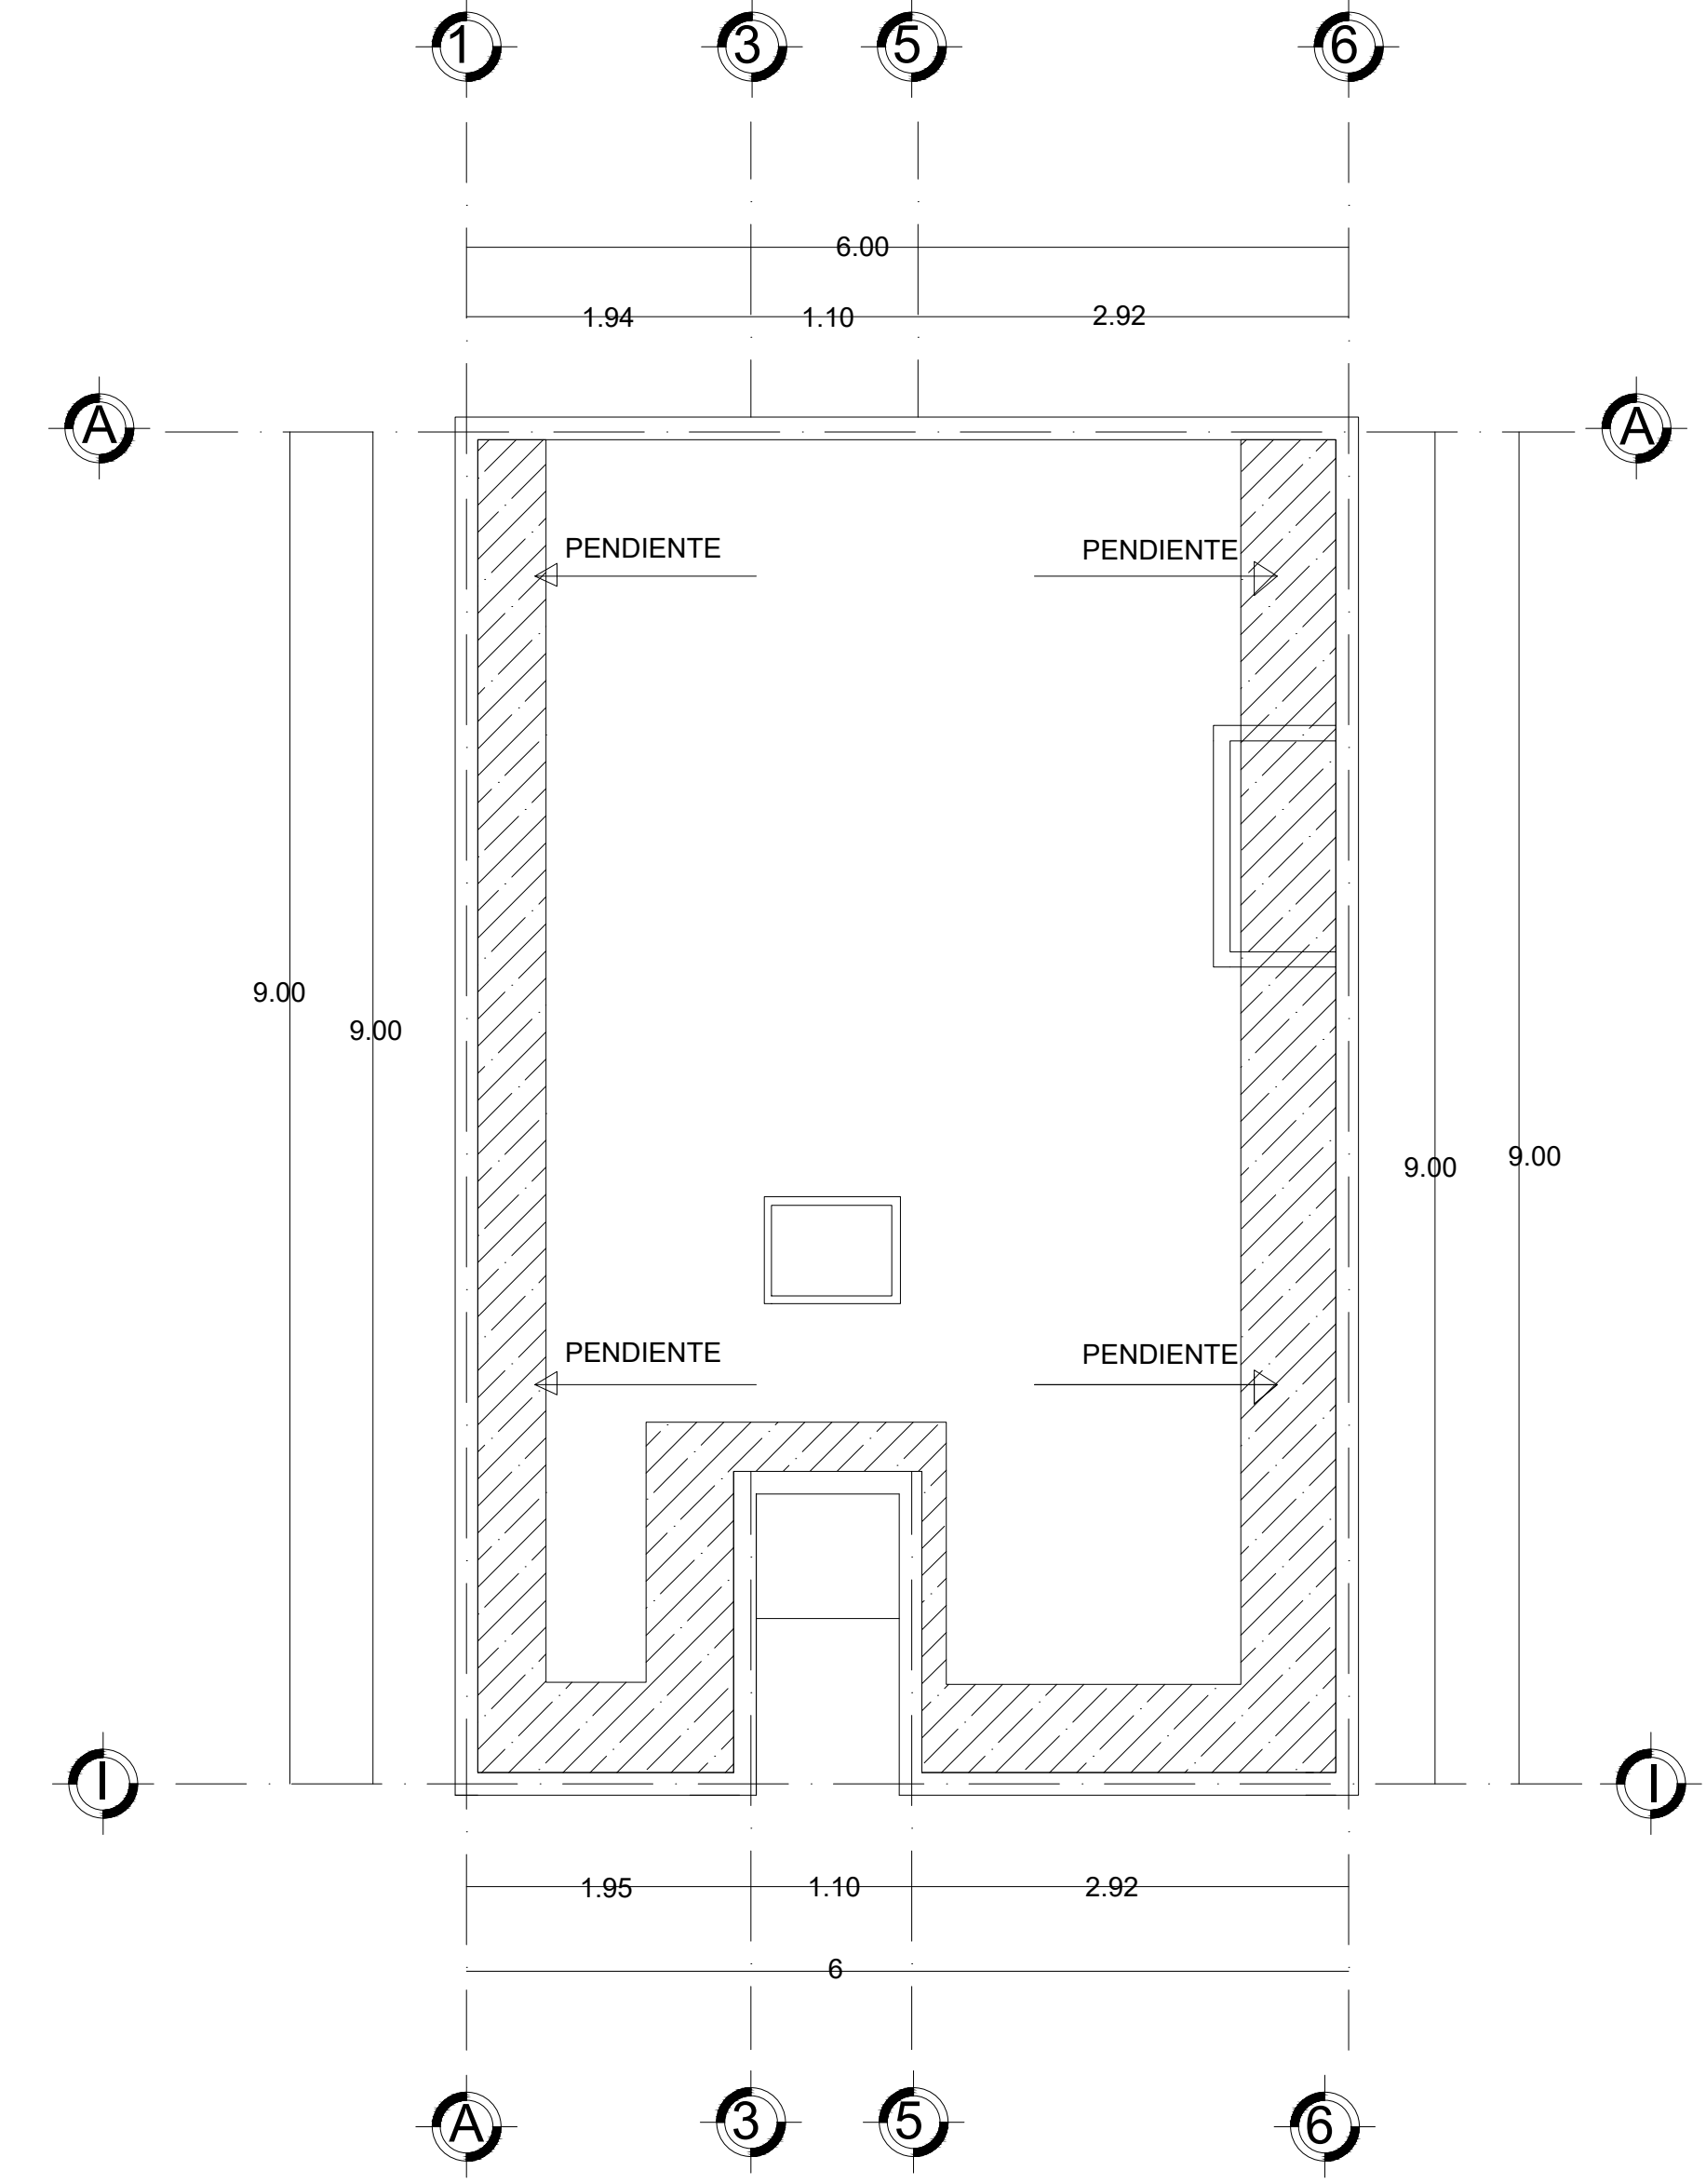 1 3 5 6
6.00
1.94 1.10 2.92
A A
PENDIENTE PENDIENTE
9.00
9.00
9.00
9.00
PENDIENTE PENDIENTE
I I
1.95 1.10 2.92
6
A 3 5 6